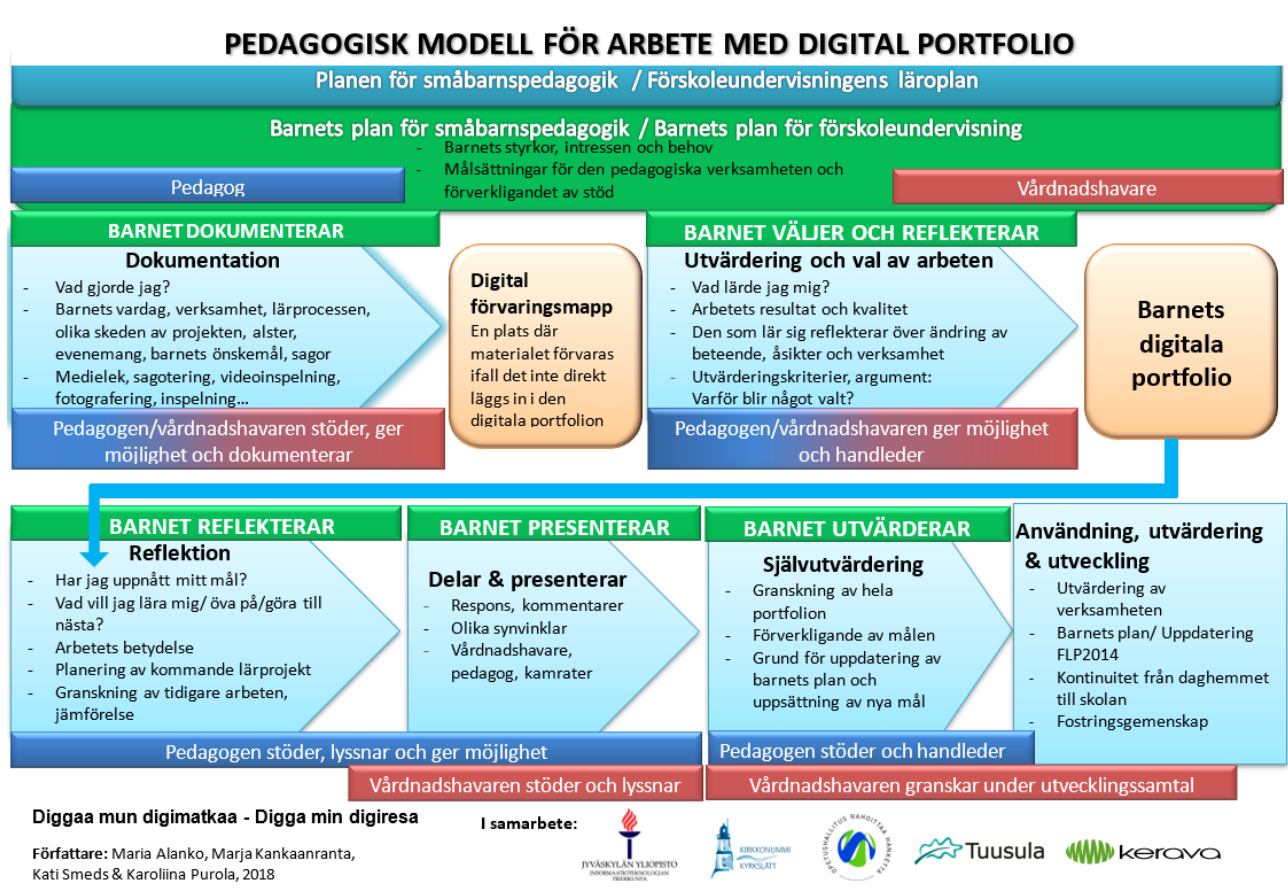 PEDAGOGISK MODELL FÖR ARBETE MED DIGITAL PORTFOLIO
Planen för småbarnspedagogik / Förskoleundervisningens läroplan
Barnets plan för småbarnspedagogik / Barnets plan för förskoleundervisning
- Barnets styrkor, intressen och behov
- Målsättningar för den pedagogiska verksamheten och
förverkligandet av stöd
Pedagog
Vårdnadshavare
BARNET DOKUMENTERAR
Dokumentation
- Vad gjorde jag?
- Barnets vardag, verksamhet, lärprocessen,
olika skeden av projekten, alster,
evenemang, barnets önskemål, sagor
- Medielek, sagotering, videoinspelning,
fotografering, inspelning…
Pedagogen/vårdnadshavaren stöder, ger
möjlighet och dokumenterar
Digital
förvaringsmapp
En plats där
materialet förvaras
ifall det inte direkt
läggs in i den
digitala portfolion
BARNET VÄLJER OCH REFLEKTERAR
Utvärdering och val av arbeten
- Vad lärde jag mig?
- Arbetets resultat och kvalitet
- Den som lär sig reflekterar över ändring av
beteende, åsikter och verksamhet
- Utvärderingskriterier, argument:
Varför blir något valt?
Pedagogen/vårdnadshavaren ger möjlighet
och handleder
Barnets
digitala
portfolio
BARNET REFLEKTERAR
Reflektion
- Har jag uppnått mitt mål?
- Vad vill jag lära mig/ öva på/göra till
nästa?
- Arbetets betydelse
- Planering av kommande lärprojekt
- Granskning av tidigare arbeten,
jämförelse
BARNET PRESENTERAR
Delar & presenterar
- Respons, kommentarer
- Olika synvinklar
- Vårdnadshavare,
pedagog, kamrater
Pedagogen stöder, lyssnar och ger möjlighet
Vårdnadshavaren stöder och lyssnar
BARNET UTVÄRDERAR
Självutvärdering
- Granskning av hela
portfolion
- Förverkligande av målen
- Grund för uppdatering av
barnets plan och
uppsättning av nya mål
Pedagogen stöder och handleder
Vårdnadshavaren granskar under utvecklingssamtal
Användning, utvärdering
& utveckling
- Utvärdering av
verksamheten
- Barnets plan/ Uppdatering
FLP2014
- Kontinuitet från daghemmet
till skolan
- Fostringsgemenskap
Diggaa mun digimatkaa - Digga min digiresa
Författare: Maria Alanko, Marja Kankaanranta,
Kati Smeds & Karoliina Purola, 2018
I samarbete:
JYVÄSKYLÄN YLIOPISTO
INFORMAATIOTEKNOLOGIAN
TIEDEKUNTA
KIRKKONUMMI
KYRKSLÄTT
OPETUSHALLITUS RAHOITTAA HANKETTA
Tuusula
kerava